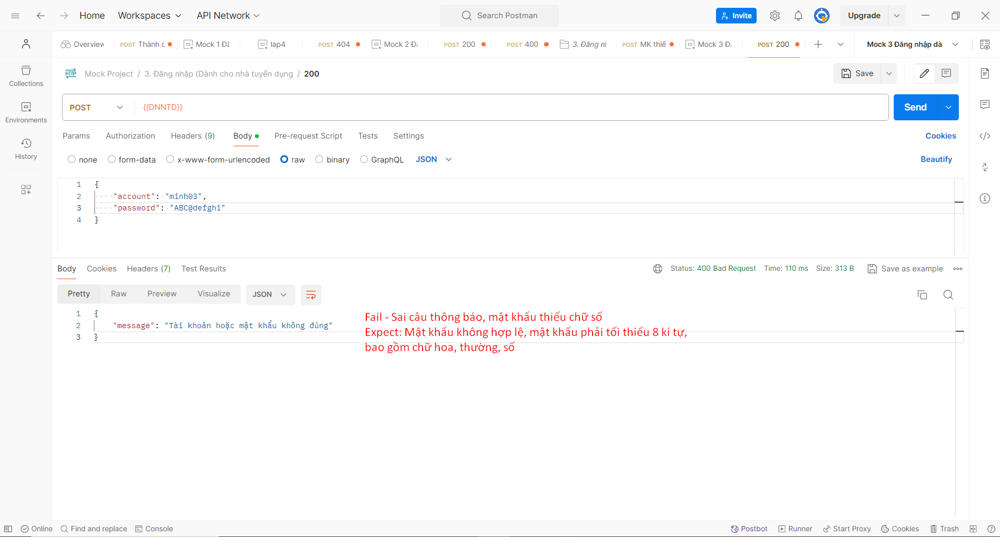 Home Workspaces API Network Search Postman Invite Upgrade
Overview POST Thành c Mock 1 Đă lap4 POST 404 Mock 2 Đă POST 200 POST 400 3. Đăng nl POST MK thiế Mock 3 Đă POST 200 Mock 3 Đăng nhập dà
Collections
Environments
History
HTTP Mock Project / 3. Đăng nhập (Dành cho nhà tuyển dụng / 200 Save
POST {{DNNTD}} Send
Params Authorization Headers (9) Body Pre-request Script Tests Settings Cookies
none form-data x-www-form-urlencoded raw binary GraphQL JSON Beautify
1 {
2 "account": "minh03",
3 "password": "ABC@defghi"
4 }
Body Cookies Headers (7) Test Results Status: 400 Bad Request Time: 110 ms Size: 313 B Save as example
Pretty Raw Preview Visualize JSON
1 {
2 "message": "Tài khoản hoặc mật khẩu không đúng"
3 }
Fail - Sai câu thông báo, mật khẩu thiếu chữ số
Expect: Mật khẩu không hợp lệ, mật khẩu phải tối thiểu 8 kí tự,
bao gồm chữ hoa, thường, số
Online Find and replace Console Postbot Runner Start Proxy Cookies Trash